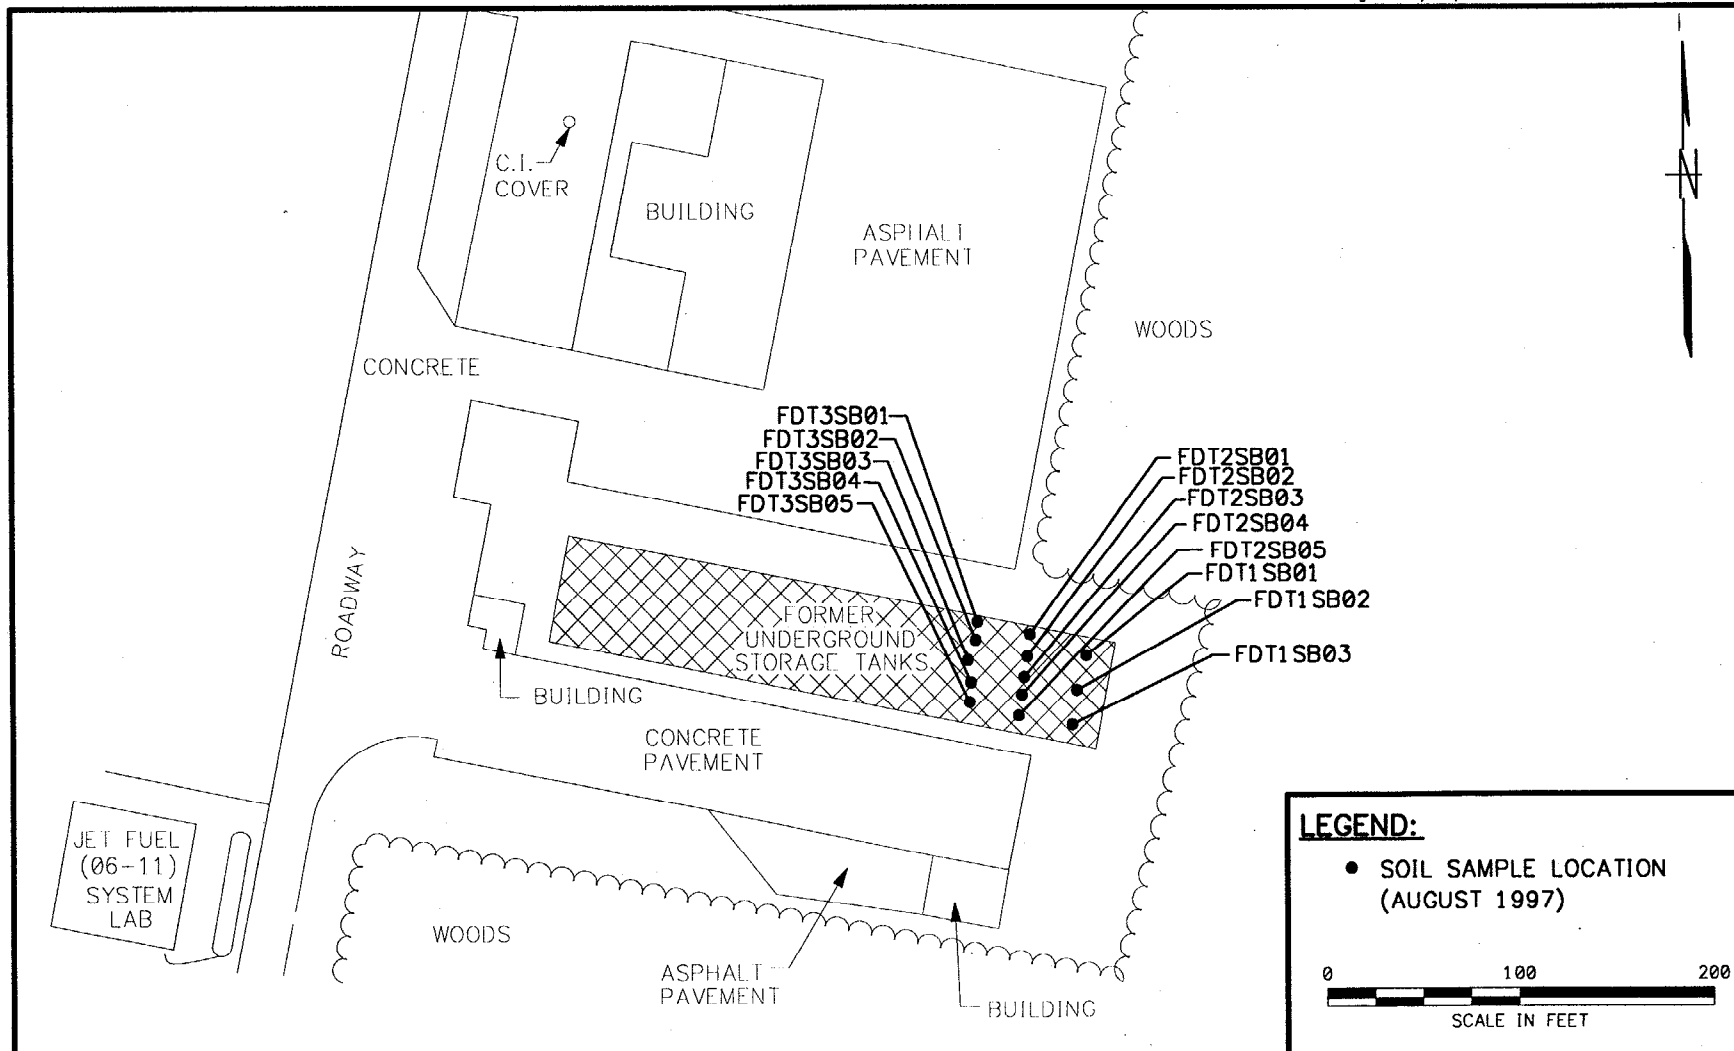 N
C.I.
COVER
BUILDING
ASPHALT
PAVEMENT
WOODS
CONCRETE
FDT3SB01
FDT3SB02
FDT3SB03
FDT3SB04
FDT3SB05
FDT2SB01
FDT2SB02
FDT2SB03
FDT2SB04
FDT2SB05
FDT1SB01
FDT1SB02
FDT1SB03
ROADWAY
FORMER
UNDERGROUND
STORAGE TANKS
BUILDING
CONCRETE
PAVEMENT
JET FUEL
(06-11)
SYSTEM
LAB
WOODS
ASPHALT
PAVEMENT
BUILDING
LEGEND:
SOIL SAMPLE LOCATION
(AUGUST 1997)
0 100 200
SCALE IN FEET